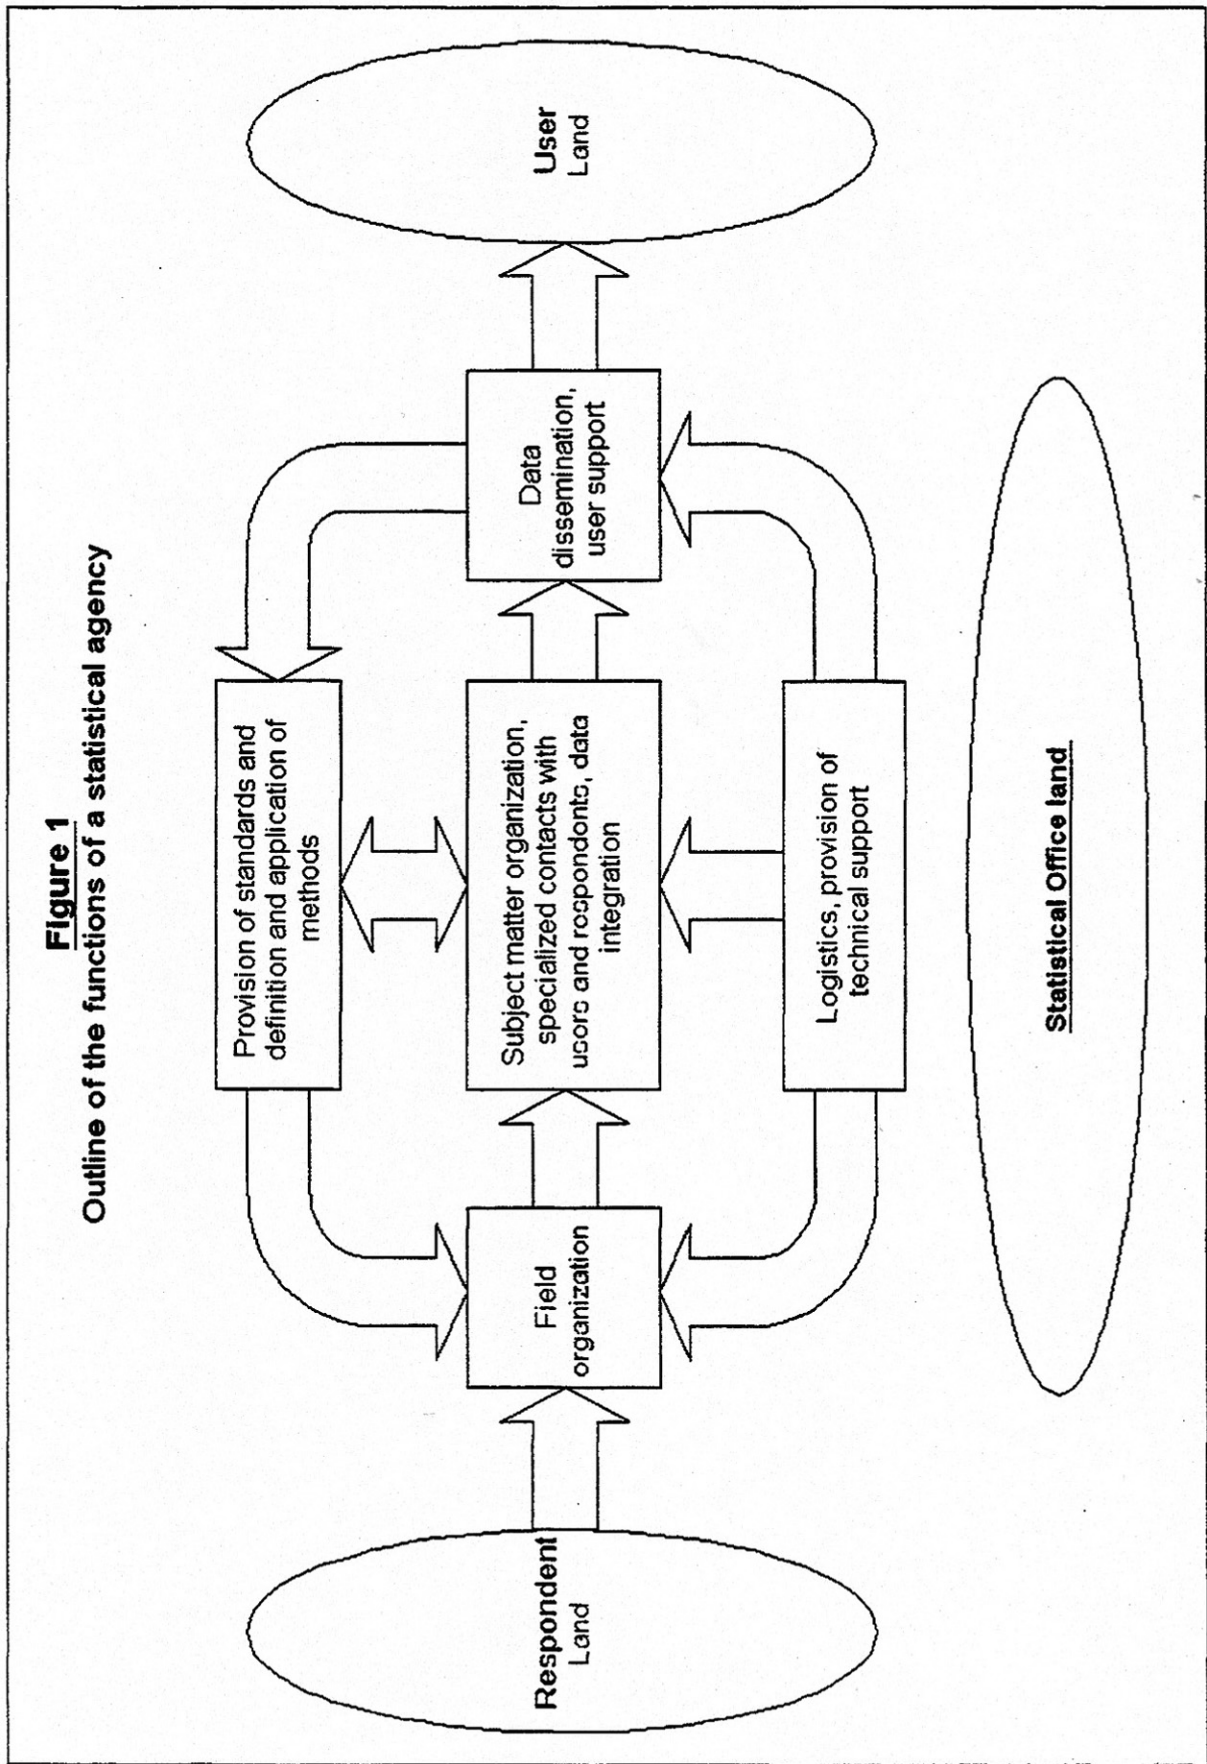 Figure 1
Outline of the functions of a statistical agency
Provision of standards and
definition and application of
methods
Respondent
Land
Field
organization
Subject matter organization,
specialized contacts with
users and respondonts, data
integration
Data
dissemination,
user support
User
Land
Logistics, provision of
technical support
Statistical Office land